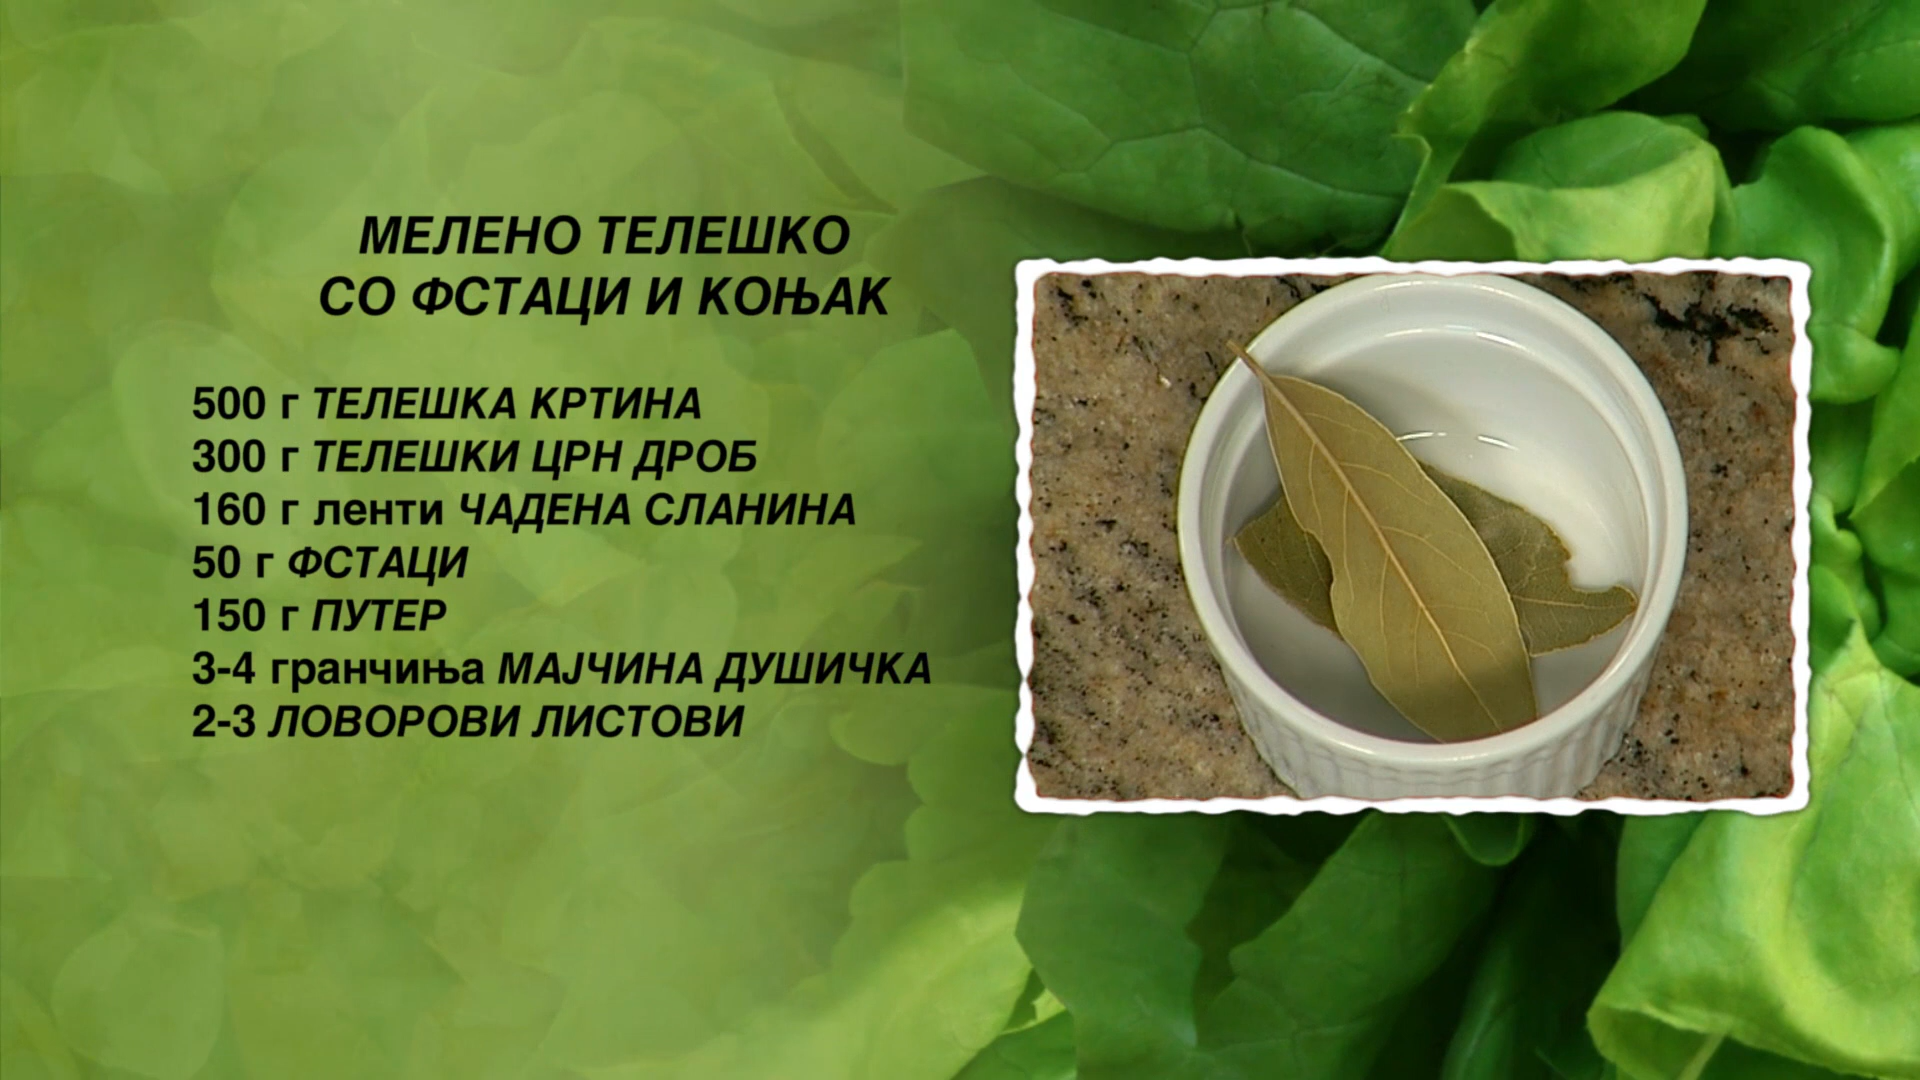 МЕЛЕНО ТЕЛЕШКО
СО ФСТАЦИ И КОЊАК
500 г ТЕЛЕШКА КРТИНА
300 г ТЕЛЕШКИ ЦРН ДРОБ
160 г ленти ЧАДЕНА СЛАНИНА
50 г ФСТАЦИ
150 г ПУТЕР
3-4 гранчиња МАЈЧИНА ДУШИЧКА
2-3 ЛОВОРОВИ ЛИСТОВИ